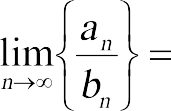 lim_{n→∞} { a_n / b_n } =